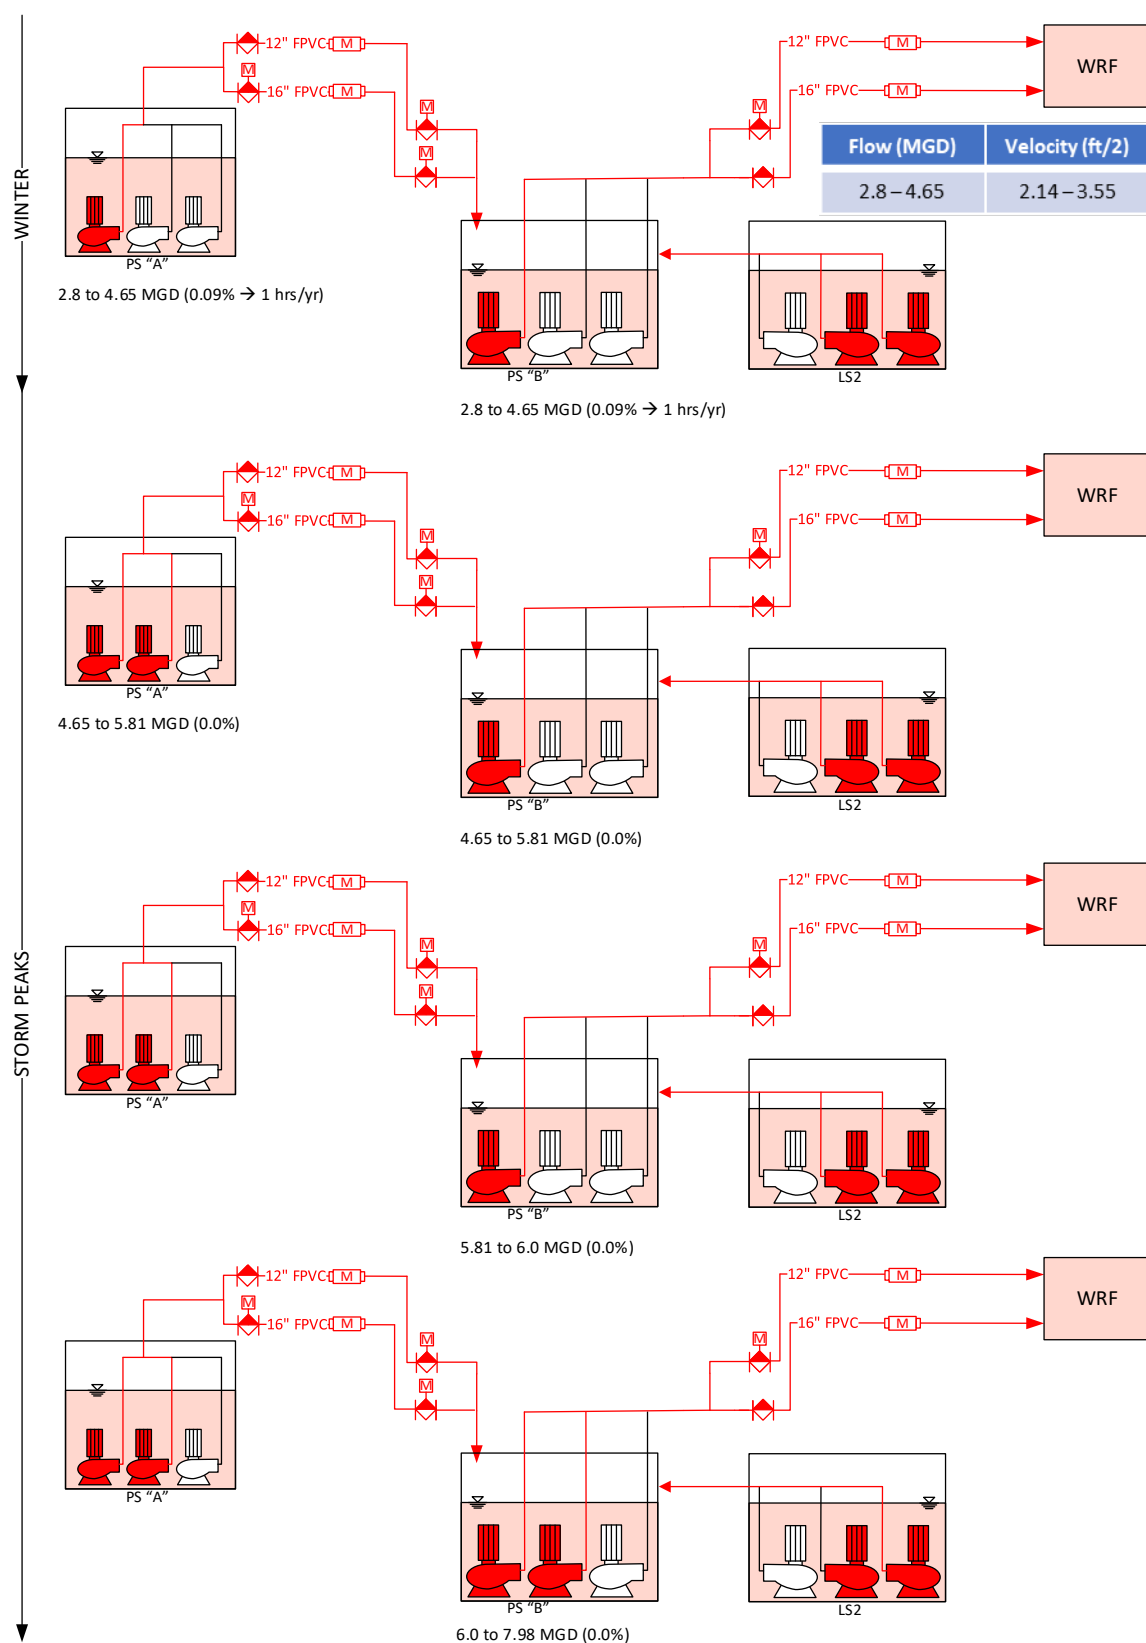 WINTER
12" FPVC
M
M
16" FPVC
M
M
M
PS “A”
2.8 to 4.65 MGD (0.09% → 1 hrs/yr)
12" FPVC
M
M
16" FPVC
M
WRF
Flow (MGD)
Velocity (ft/2)
2.8 – 4.65
2.14 – 3.55
PS “B”
LS2
2.8 to 4.65 MGD (0.09% → 1 hrs/yr)
STORM PEAKS
12" FPVC
M
M
16" FPVC
M
M
M
PS “A”
4.65 to 5.81 MGD (0.0%)
12" FPVC
M
M
16" FPVC
M
WRF
PS “B”
LS2
4.65 to 5.81 MGD (0.0%)
12" FPVC
M
M
16" FPVC
M
M
M
PS “A”
12" FPVC
M
M
16" FPVC
M
WRF
PS “B”
LS2
5.81 to 6.0 MGD (0.0%)
12" FPVC
M
M
16" FPVC
M
M
M
PS “A”
12" FPVC
M
M
16" FPVC
M
WRF
PS “B”
LS2
6.0 to 7.98 MGD (0.0%)